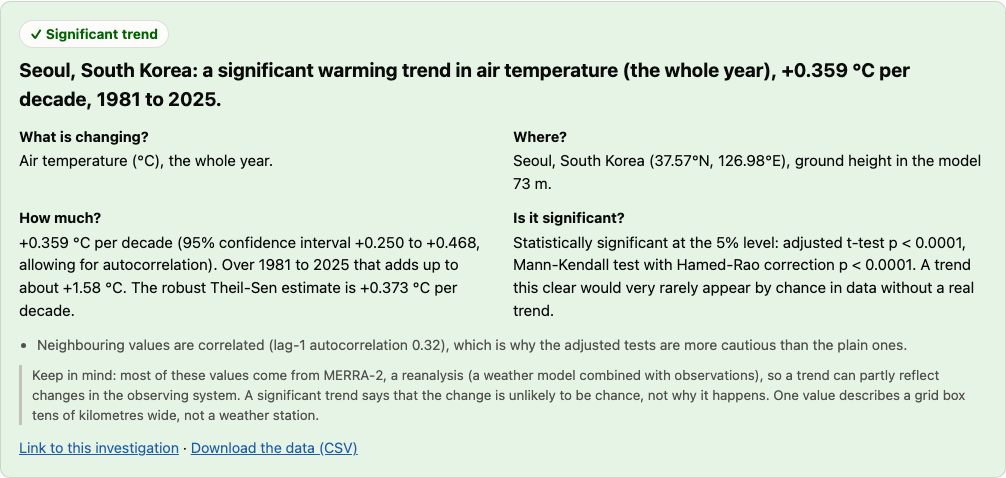 ✓ Significant trend
Seoul, South Korea: a significant warming trend in air temperature (the whole year), +0.359 °C per
decade, 1981 to 2025.
What is changing?
Air temperature (°C), the whole year.
Where?
Seoul, South Korea (37.57°N, 126.98°E), ground height in the model
73 m.
How much?
+0.359 °C per decade (95% confidence interval +0.250 to +0.468,
allowing for autocorrelation). Over 1981 to 2025 that adds up to
about +1.58 °C. The robust Theil-Sen estimate is +0.373 °C per
decade.
Is it significant?
Statistically significant at the 5% level: adjusted t-test p < 0.0001,
Mann-Kendall test with Hamed-Rao correction p < 0.0001. A trend
this clear would very rarely appear by chance in data without a real
trend.
• Neighbouring values are correlated (lag-1 autocorrelation 0.32), which is why the adjusted tests are more cautious than the plain ones.
Keep in mind: most of these values come from MERRA-2, a reanalysis (a weather model combined with observations), so a trend can partly reflect
changes in the observing system. A significant trend says that the change is unlikely to be chance, not why it happens. One value describes a grid box
tens of kilometres wide, not a weather station.
Link to this investigation · Download the data (CSV)